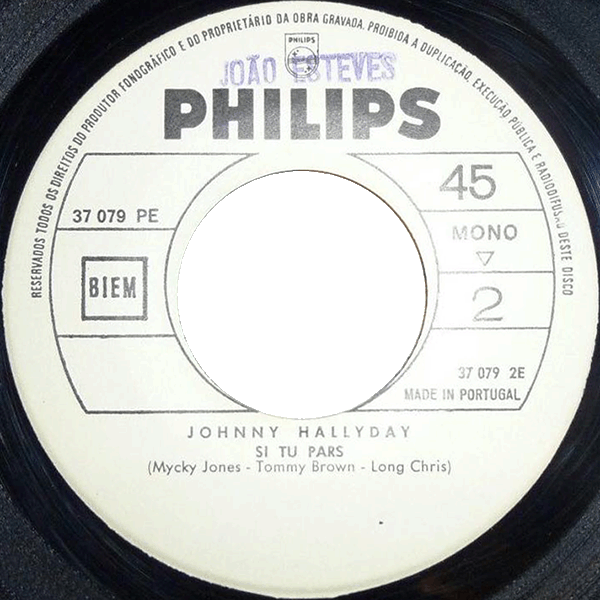 RESERVADOS TODOS OS DIREITOS DO PRODUTOR FONOGRÁFICO E DO PROPRIETÁRIO DA OBRA GRAVADA. PROIBIDA A DUPLICAÇÃO, EXECUÇÃO PÚBLICA E RADIODIFUSÃO DESTE DISCO
PHILIPS
JOÃO ESTEVES
PHILIPS
45
37 079 PE
MONO
BIEM
2
37 079 2E
MADE IN PORTUGAL
JOHNNY HALLYDAY
SI TU PARS
(Mycky Jones - Tommy Brown - Long Chris)